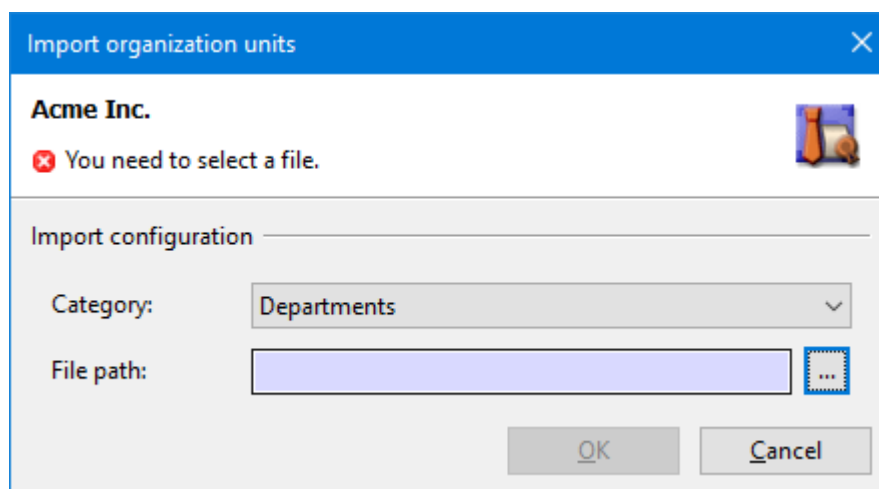 Import organization units
Acme Inc.
You need to select a file.
Import configuration
Category: Departments
File path: ...
OK Cancel